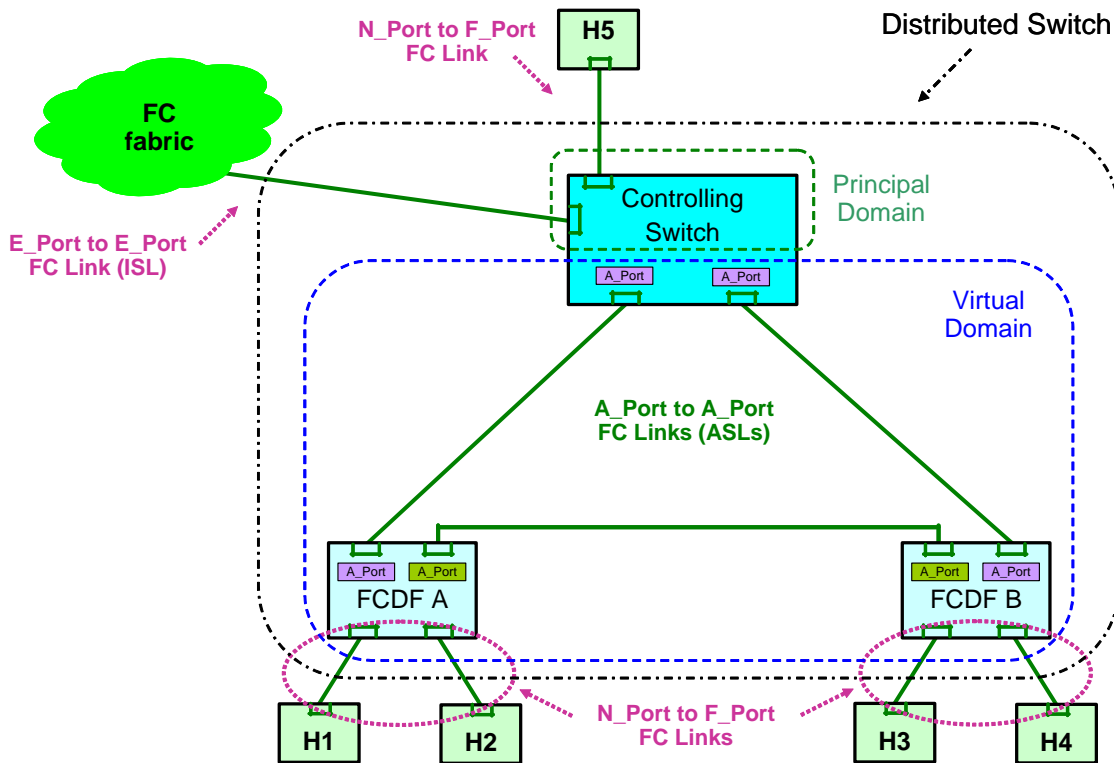 N_Port to F_Port
FC Link
H5
Distributed Switch
FC
fabric
Controlling
Switch
Principal
Domain
E_Port to E_Port
FC Link (ISL)
A_Port
A_Port
Virtual
Domain
A_Port to A_Port
FC Links (ASLs)
A_Port
A_Port
FCDF A
A_Port
A_Port
FCDF B
N_Port to F_Port
FC Links
H1
H2
H3
H4